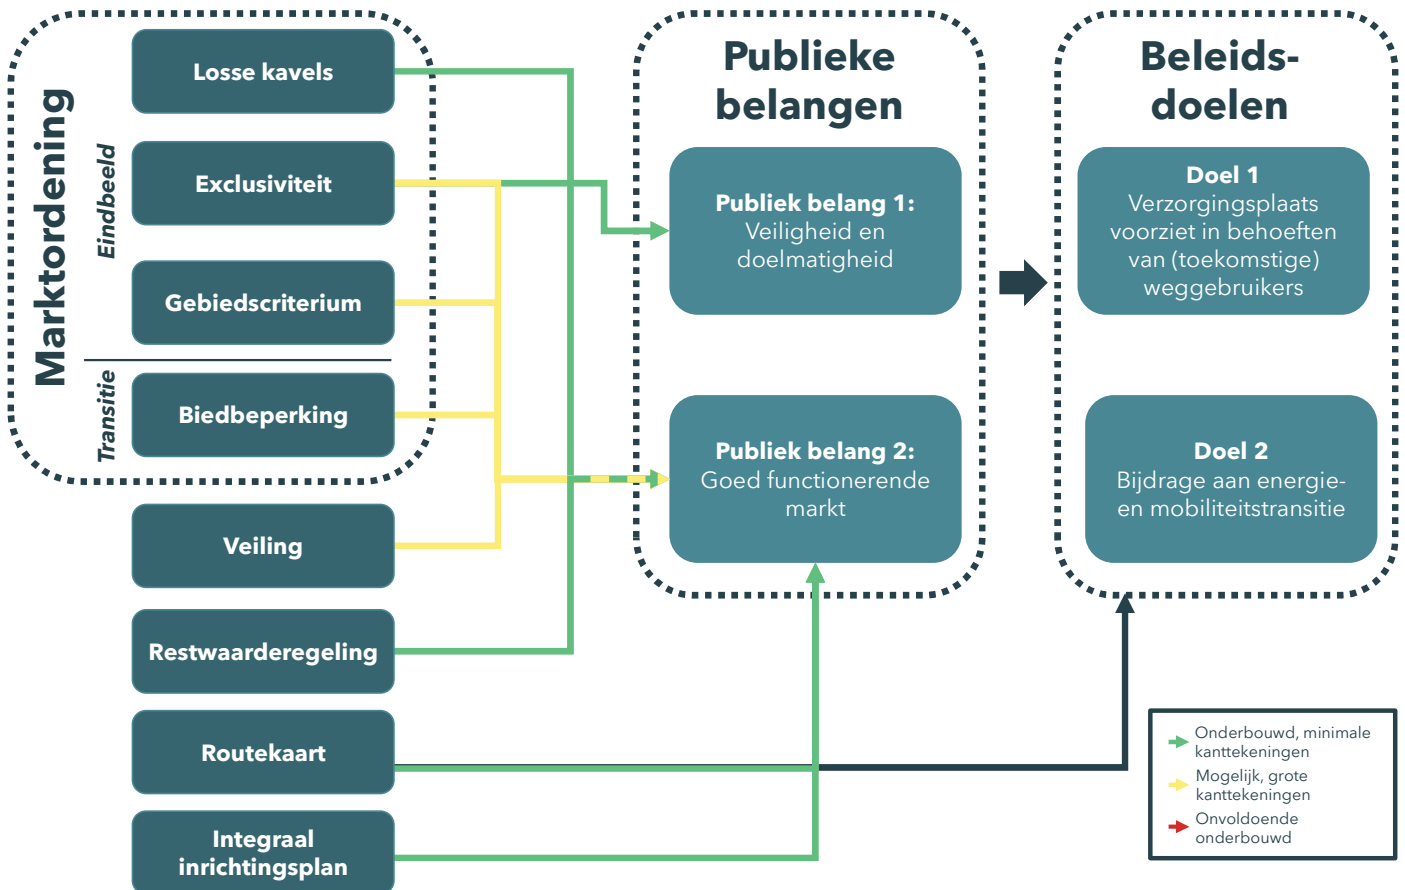 Marktordening
Eindbeeld
Transitie
Losse kavels
Exclusiviteit
Gebiedscriterium
Biedbeperking
Veiling
Restwaarderegeling
Routekaart
Integraal
inrichtingsplan
Publieke
belangen
Publiek belang 1:
Veiligheid en
doelmatigheid
Publiek belang 2:
Goed functionerende
markt
Beleids-
doelen
Doel 1
Verzorgingsplaats
voorziet in behoeften
van (toekomstige)
weggebruikers
Doel 2
Bijdrage aan energie-
en mobiliteitstransitie
Onderbouwd, minimale
kanttekeningen
Mogelijk, grote
kanttekeningen
Onvoldoende
onderbouwd